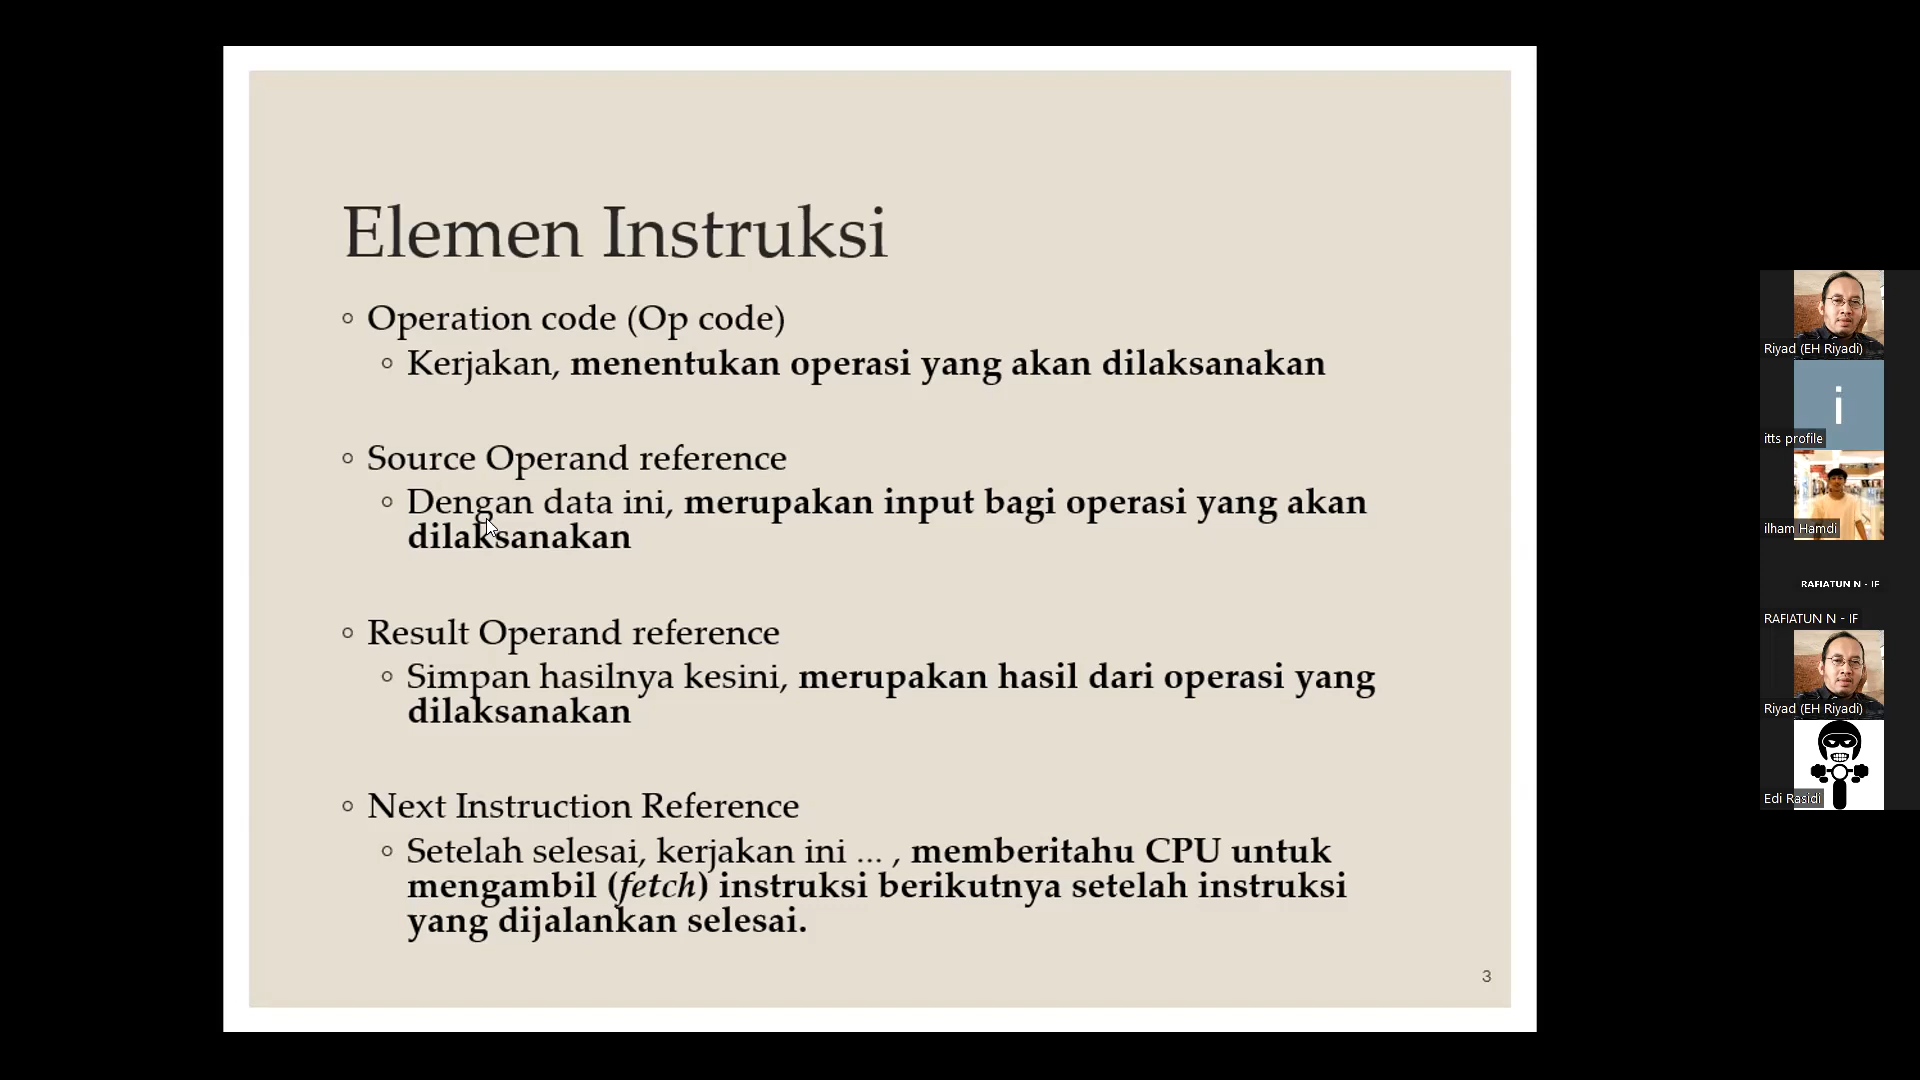 Elemen Instruksi
Operation code (Op code)
Kerjakan, menentukan operasi yang akan dilaksanakan
Source Operand reference
Dengan data ini, merupakan input bagi operasi yang akan
dilaksanakan
Result Operand reference
Simpan hasilnya kesini, merupakan hasil dari operasi yang
dilaksanakan
Next Instruction Reference
Setelah selesai, kerjakan ini ... , memberitahu CPU untuk
mengambil (fetch) instruksi berikutnya setelah instruksi
yang dijalankan selesai.
3
Riyad (EH Riyadi)
i
itts profile
ilham Hamdi
RAFIATUN N - IF
RAFIATUN N - IF
Riyad (EH Riyadi)
Edi Rasidi